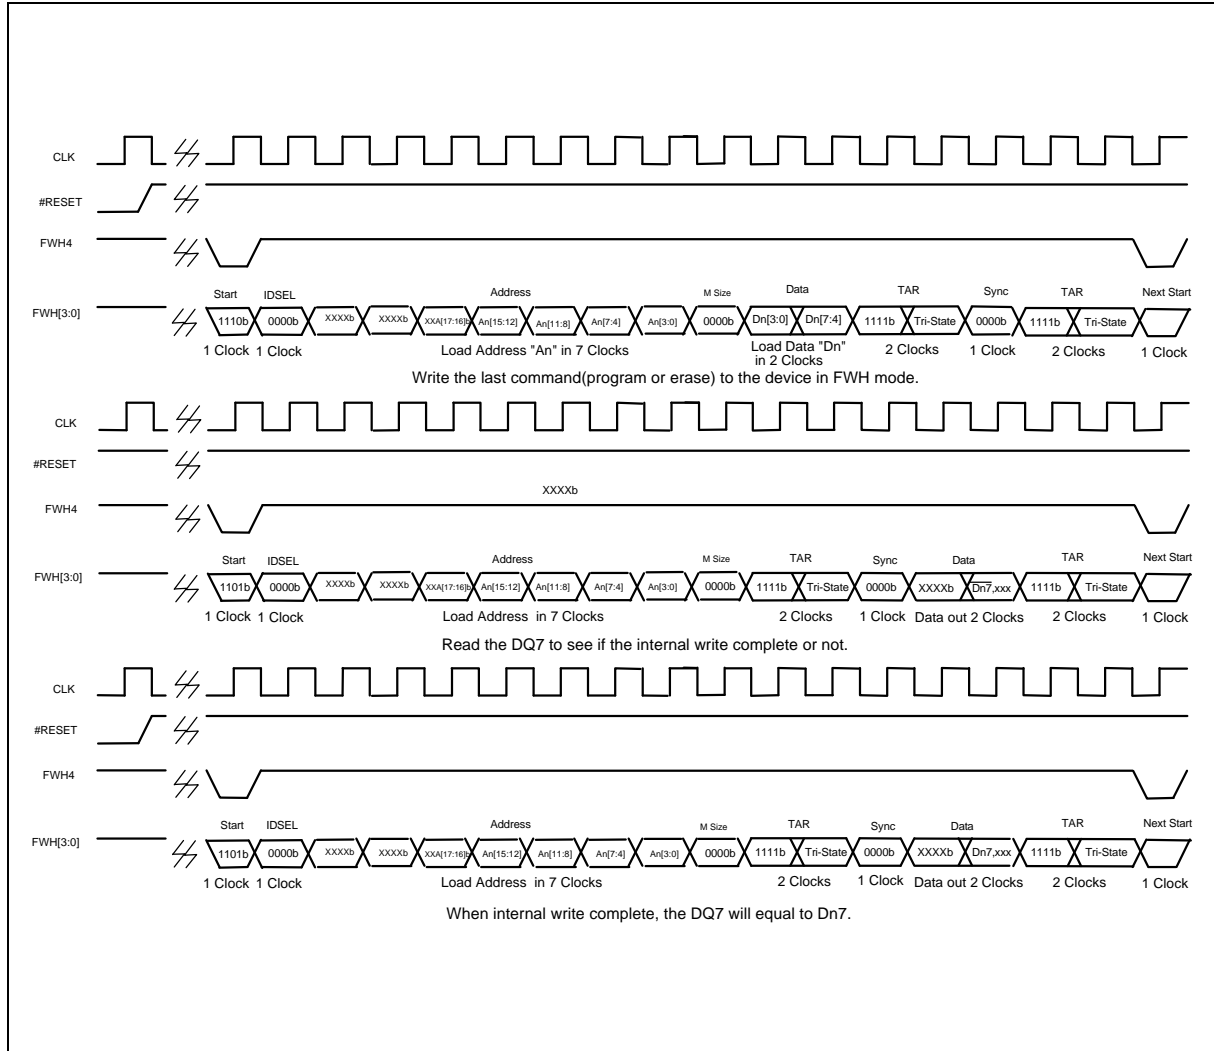 CLK
#RESET
FWH4
Start IDSEL Address M Size Data TAR Sync TAR Next Start
FWH[3:0] 1110b 0000b XXXXb XXXXb XXA[17:16]b An[15:12] An[11:8] An[7:4] An[3:0] 0000b Dn[3:0] Dn[7:4] 1111b Tri-State 0000b 1111b Tri-State
1 Clock 1 Clock Load Address "An" in 7 Clocks Load Data "Dn" 2 Clocks 1 Clock 2 Clocks 1 Clock
in 2 Clocks
Write the last command(program or erase) to the device in FWH mode.
CLK
#RESET
XXXXb
FWH4
Start IDSEL Address M Size TAR Sync Data TAR Next Start
FWH[3:0] 1101b 0000b XXXXb XXXXb XXA[17:16]b An[15:12] An[11:8] An[7:4] An[3:0] 0000b 1111b Tri-State 0000b XXXXb Dn7,xxx 1111b Tri-State
1 Clock 1 Clock Load Address in 7 Clocks 2 Clocks 1 Clock Data out 2 Clocks 2 Clocks 1 Clock
Read the DQ7 to see if the internal write complete or not.
CLK
#RESET
FWH4
Start IDSEL Address M Size TAR Sync Data TAR Next Start
FWH[3:0] 1101b 0000b XXXXb XXXXb XXA[17:16]b An[15:12] An[11:8] An[7:4] An[3:0] 0000b 1111b Tri-State 0000b XXXXb Dn7,xxx 1111b Tri-State
1 Clock 1 Clock Load Address in 7 Clocks 2 Clocks 1 Clock Data out 2 Clocks 2 Clocks 1 Clock
When internal write complete, the DQ7 will equal to Dn7.